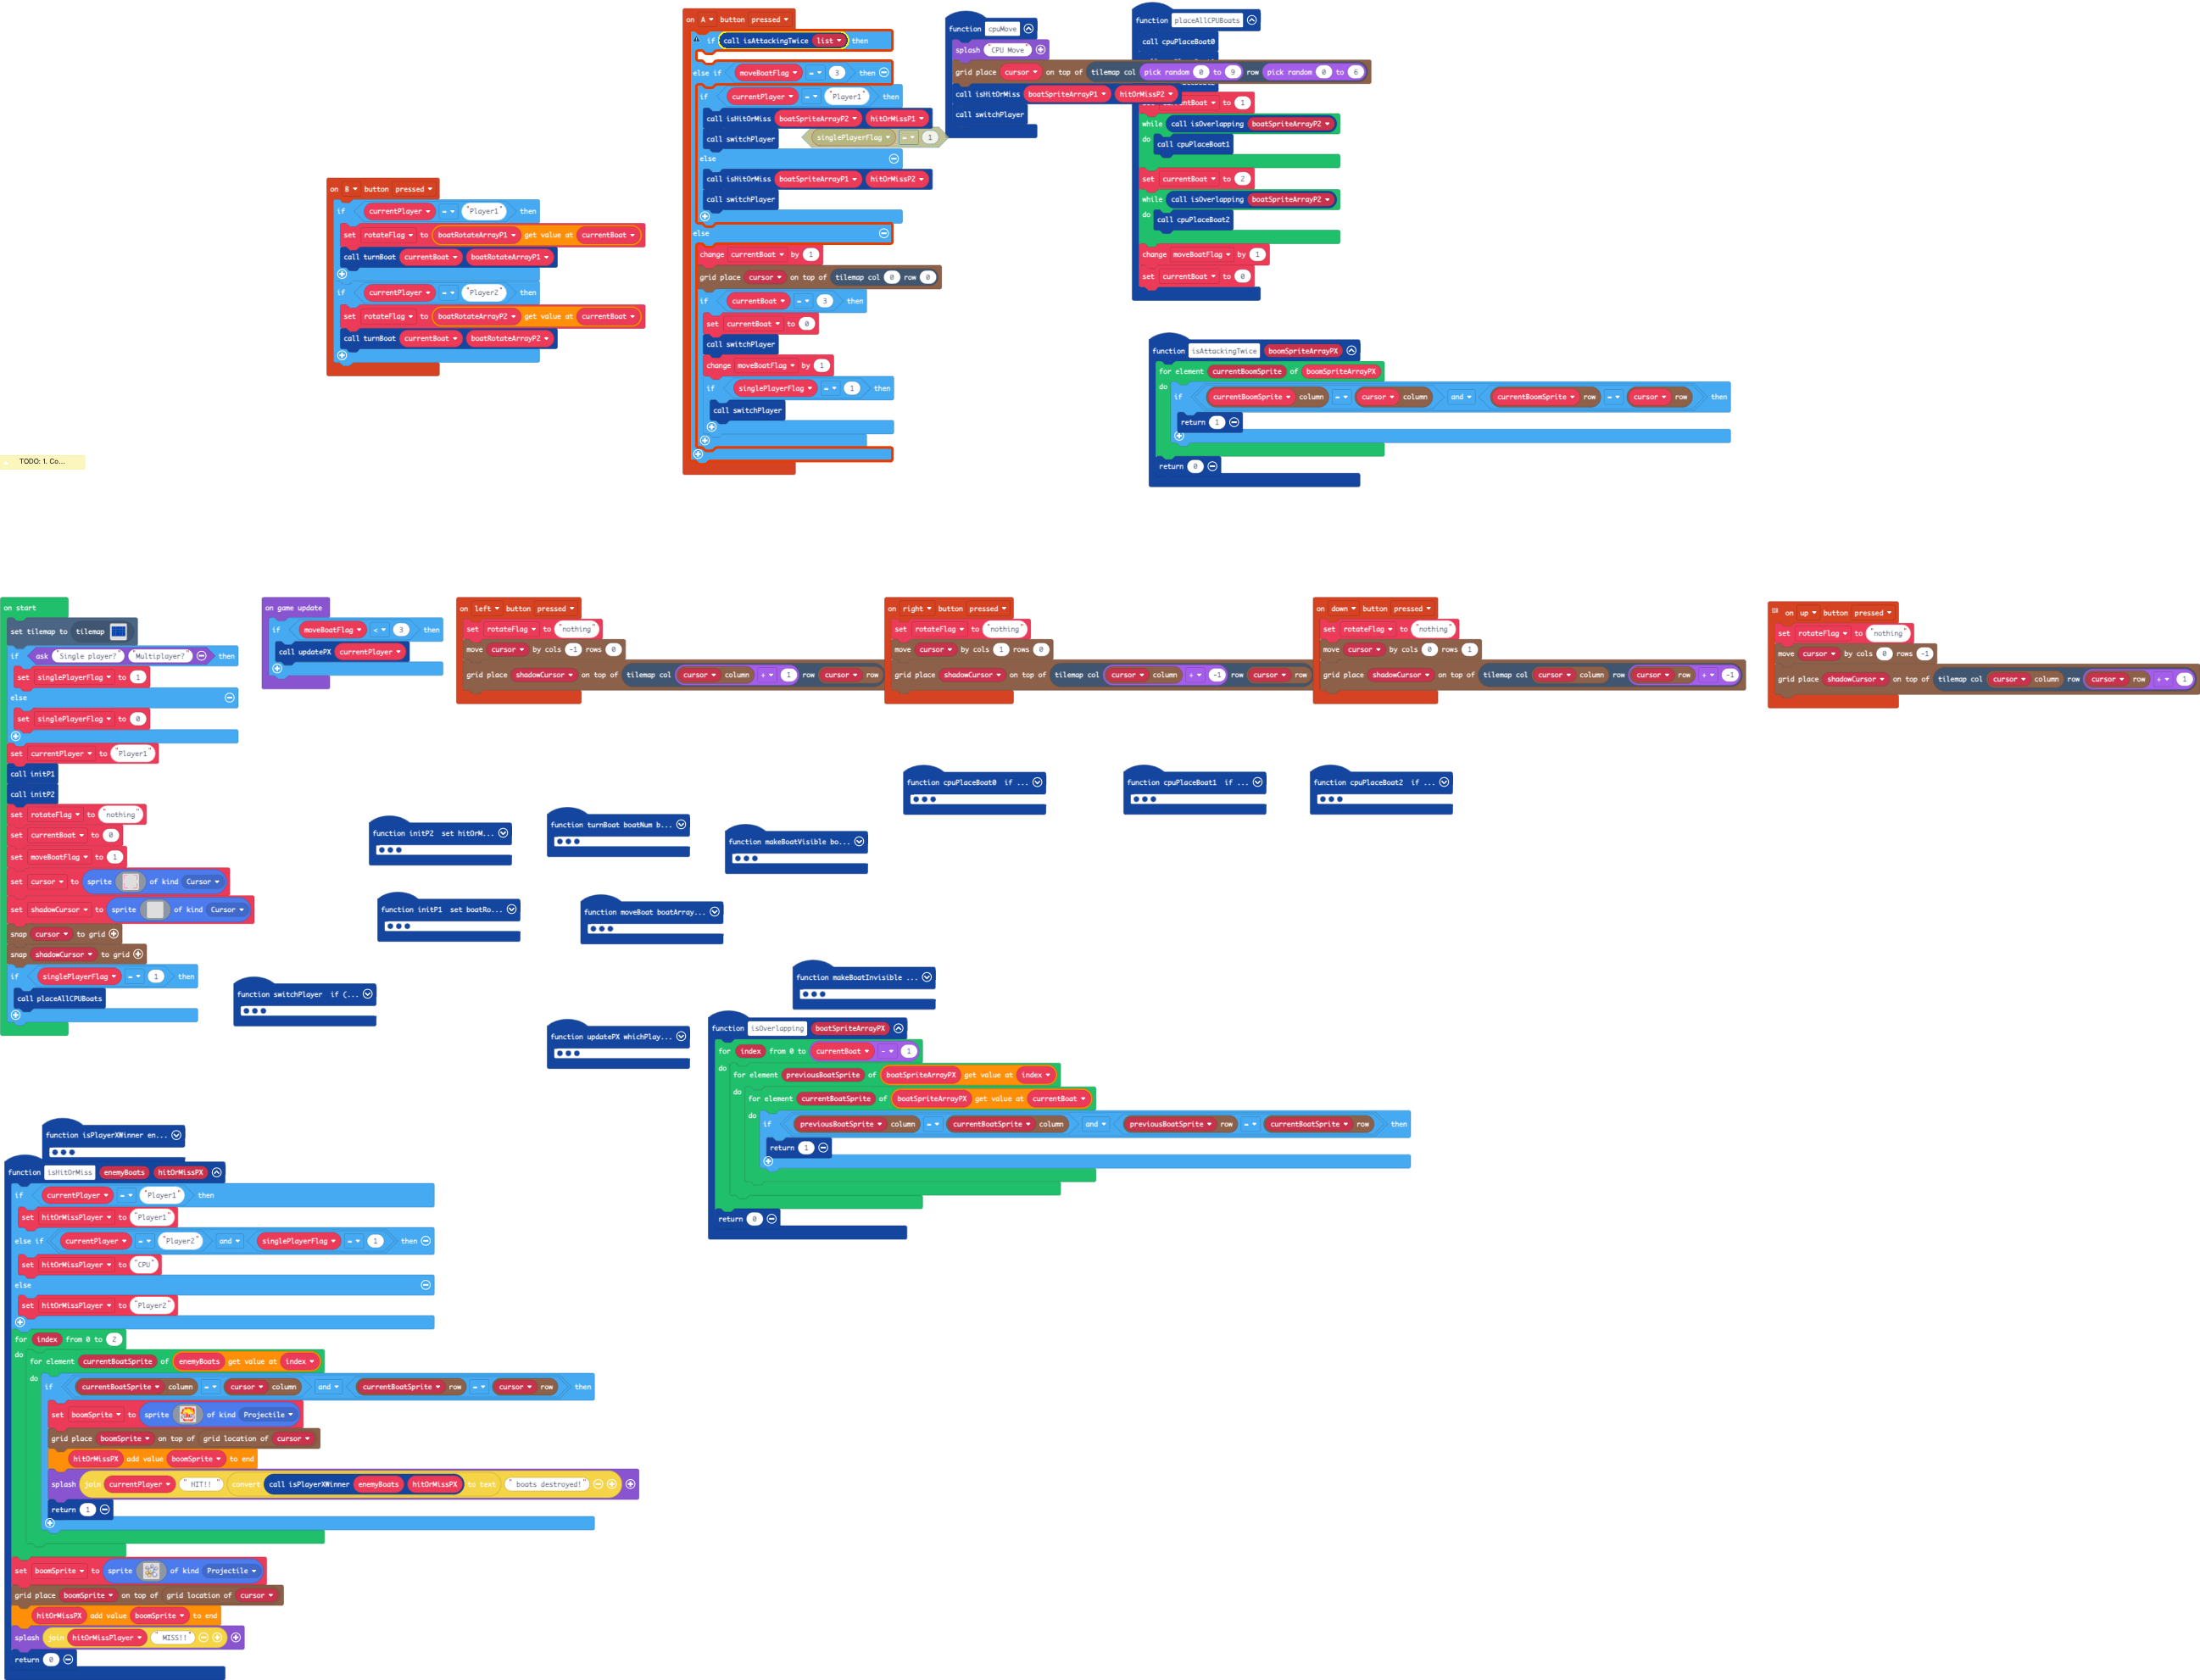 on A button pressed
if call isAttackingTwice list then
else if moveBoatFlag = 3 then
if currentPlayer = "Player1" then
call isHitOrMiss boatSpriteArrayP2 hitOrMissP1
call switchPlayer
singlePlayerFlag = 1
else
call isHitOrMiss boatSpriteArrayP1 hitOrMissP2
call switchPlayer
else
change currentBoat by 1
grid place cursor on top of tilemap col 0 row 0
if currentBoat = 3 then
set currentBoat to 0
call switchPlayer
change moveBoatFlag by 1
if singlePlayerFlag = 1 then
call switchPlayer
function cpuMove
splash "CPU Move"
grid place cursor on top of tilemap col pick random 0 to 9 row pick random 0 to 6
call isHitOrMiss boatSpriteArrayP1 hitOrMissP2
call switchPlayer
function placeAllCPUBoats
call cpuPlaceBoat0
currentBoat to 1
while call isOverlapping boatSpriteArrayP2
do call cpuPlaceBoat1
set currentBoat to 2
while call isOverlapping boatSpriteArrayP2
do call cpuPlaceBoat2
change moveBoatFlag by 1
set currentBoat to 0
on B button pressed
if currentPlayer = "Player1" then
set rotateFlag to boatRotateArrayP1 get value at currentBoat
call turnBoat currentBoat boatRotateArrayP1
if currentPlayer = "Player2" then
set rotateFlag to boatRotateArrayP2 get value at currentBoat
call turnBoat currentBoat boatRotateArrayP2
function isAttackingTwice boomSpriteArrayPX
for element currentBoomSprite of boomSpriteArrayPX
do
if currentBoomSprite column = cursor column and currentBoomSprite row = cursor row then
return 1
return 0
TODO: 1. Co...
on start
set tilemap to tilemap
if ask "Single player?" "Multiplayer?" then
set singlePlayerFlag to 1
else
set singlePlayerFlag to 0
set currentPlayer to "Player1"
call initP1
call initP2
set rotateFlag to "nothing"
set currentBoat to 0
set moveBoatFlag to 1
set cursor to sprite of kind Cursor
set shadowCursor to sprite of kind Cursor
snap cursor to grid
snap shadowCursor to grid
if singlePlayerFlag = 1 then
call placeAllCPUBoats
on game update
if moveBoatFlag < 3 then
call updatePX currentPlayer
on left button pressed
set rotateFlag to "nothing"
move cursor by cols -1 rows 0
grid place shadowCursor on top of tilemap col cursor column + 1 row cursor row
on right button pressed
set rotateFlag to "nothing"
move cursor by cols 1 rows 0
grid place shadowCursor on top of tilemap col cursor column + -1 row cursor row
on down button pressed
set rotateFlag to "nothing"
move cursor by cols 0 rows 1
grid place shadowCursor on top of tilemap col cursor column row cursor row + -1
on up button pressed
set rotateFlag to "nothing"
move cursor by cols 0 rows -1
grid place shadowCursor on top of tilemap col cursor column row cursor row + 1
function cpuPlaceBoat0 if ...
function cpuPlaceBoat1 if ...
function cpuPlaceBoat2 if ...
function initP2 set hitOrM...
function turnBoat boatNum b...
function makeBoatVisible bo...
function initP1 set boatRo...
function moveBoat boatArray...
function makeBoatInvisible ...
function switchPlayer if (...
function updatePX whichPlay...
function isOverlapping boatSpriteArrayPX
for index from 0 to currentBoat - 1
do
for element previousBoatSprite of boatSpriteArrayPX get value at index
do
for element currentBoatSprite of boatSpriteArrayPX get value at currentBoat
do
if previousBoatSprite column = currentBoatSprite column and previousBoatSprite row = currentBoatSprite row then
return 1
return 0
function isPlayerXWinner en...
function isHitOrMiss enemyBoats hitOrMissPX
if currentPlayer = "Player1" then
set hitOrMissPlayer to "Player1"
else if currentPlayer = "Player2" and singlePlayerFlag = 1 then
set hitOrMissPlayer to "CPU"
else
set hitOrMissPlayer to "Player2"
for index from 0 to 2
do
for element currentBoatSprite of enemyBoats get value at index
do
if currentBoatSprite column = cursor column and currentBoatSprite row = cursor row then
set boomSprite to sprite of kind Projectile
grid place boomSprite on top of grid location of cursor
hitOrMissPX add value boomSprite to end
splash join currentPlayer " HIT!! " convert call isPlayerXWinner enemyBoats hitOrMissPX to text " boats destroyed!"
return 1
set boomSprite to sprite of kind Projectile
grid place boomSprite on top of grid location of cursor
hitOrMissPX add value boomSprite to end
splash join hitOrMissPlayer " MISS!!"
return 0